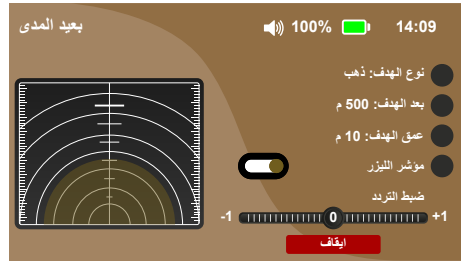 بعيد المدى
100%
14:09
نوع الهدف: ذهب
بعد الهدف: 500 م
عمق الهدف: 10 م
مؤشر الليزر
ضبط التردد
-1 0 +1
ايقاف